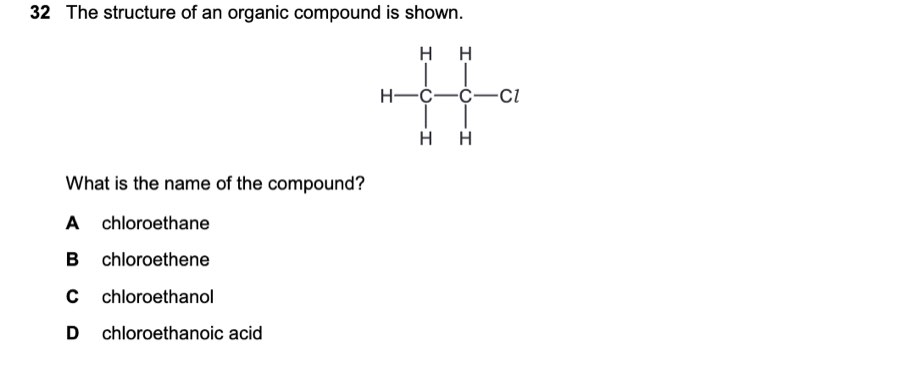 32 The structure of an organic compound is shown.
H H
H—C—C—Cl
H H
What is the name of the compound?
A chloroethane
B chloroethene
C chloroethanol
D chloroethanoic acid